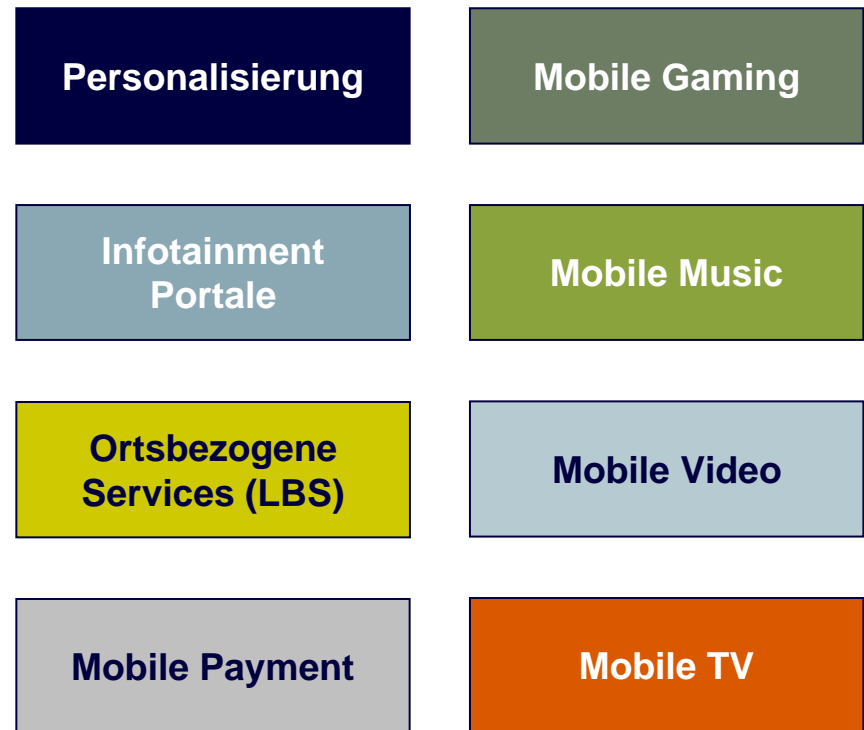 Personalisierung
Mobile Gaming
Infotainment
Portale
Mobile Music
Ortsbezogene
Services (LBS)
Mobile Video
Mobile Payment
Mobile TV